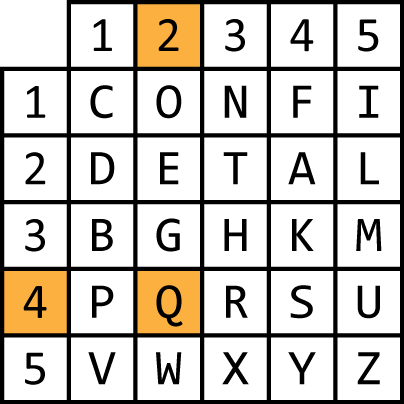 1 2 3 4 5
1 C O N F I
2 D E T A L
3 B G H K M
4 P Q R S U
5 V W X Y Z